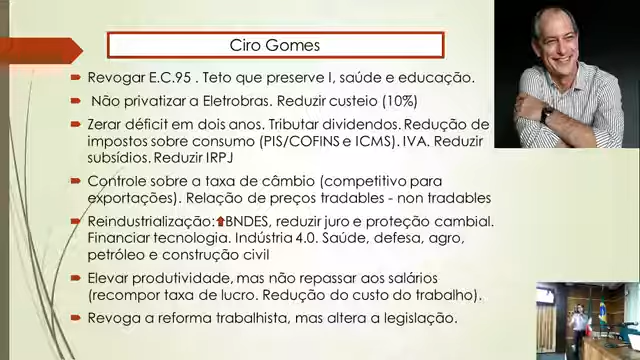 Ciro Gomes
Revogar E.C.95 . Teto que preserve I, saúde e educação.
Não privatizar a Eletrobras. Reduzir custeio (10%)
Zerar déficit em dois anos. Tributar dividendos. Redução de
impostos sobre consumo (PIS/COFINS e ICMS). IVA. Reduzir
subsídios. Reduzir IRPJ
Controle sobre a taxa de câmbio (competitivo para
exportações). Relação de preços tradables - non tradables
Reindustrialização: BNDES, reduzir juro e proteção cambial.
Financiar tecnologia. Indústria 4.0. Saúde, defesa, agro,
petróleo e construção civil
Elevar produtividade, mas não repassar aos salários
(recompor taxa de lucro. Redução do custo do trabalho).
Revoga a reforma trabalhista, mas altera a legislação.